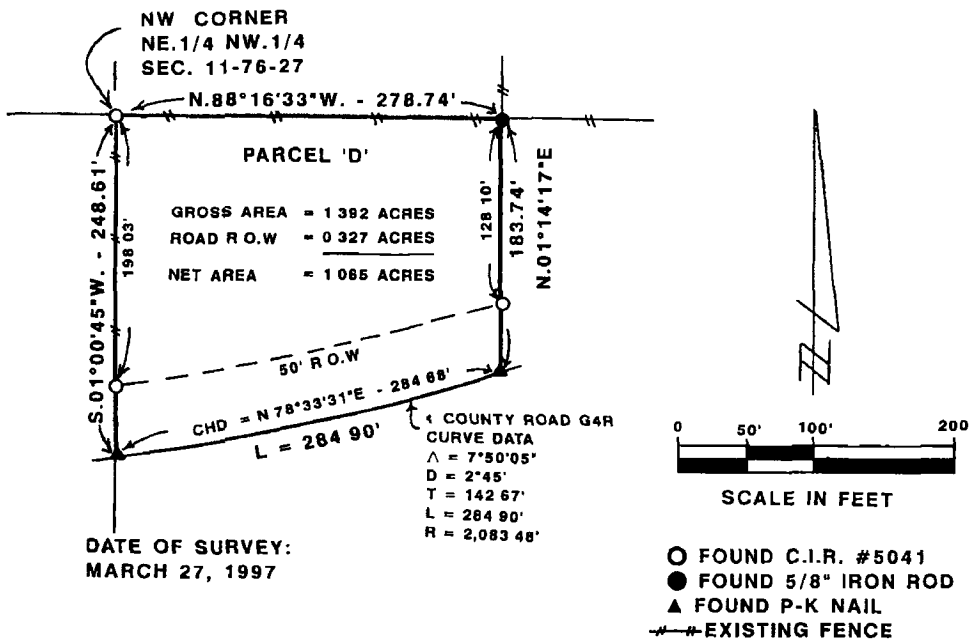 NW CORNER
NE.1/4 NW.1/4
SEC. 11-76-27
N.88°16'33"W. - 278.74'
PARCEL 'D'
GROSS AREA = 1 392 ACRES
ROAD R O.W = 0 327 ACRES
NET AREA = 1 065 ACRES
S.01°00'45"W. - 248.61'
198 03'
128 10'
183.74'
N.01°14'17"E
50' R O.W
CHD = N 78°33'31"E - 284 68'
L = 284 90'
COUNTY ROAD G4R
CURVE DATA
Δ = 7°50'05"
D = 2°45'
T = 142 67'
L = 284 90'
R = 2,083 48'
DATE OF SURVEY:
MARCH 27, 1997
N
0 50' 100' 200
SCALE IN FEET
FOUND C.I.R. #5041
FOUND 5/8" IRON ROD
FOUND P-K NAIL
EXISTING FENCE